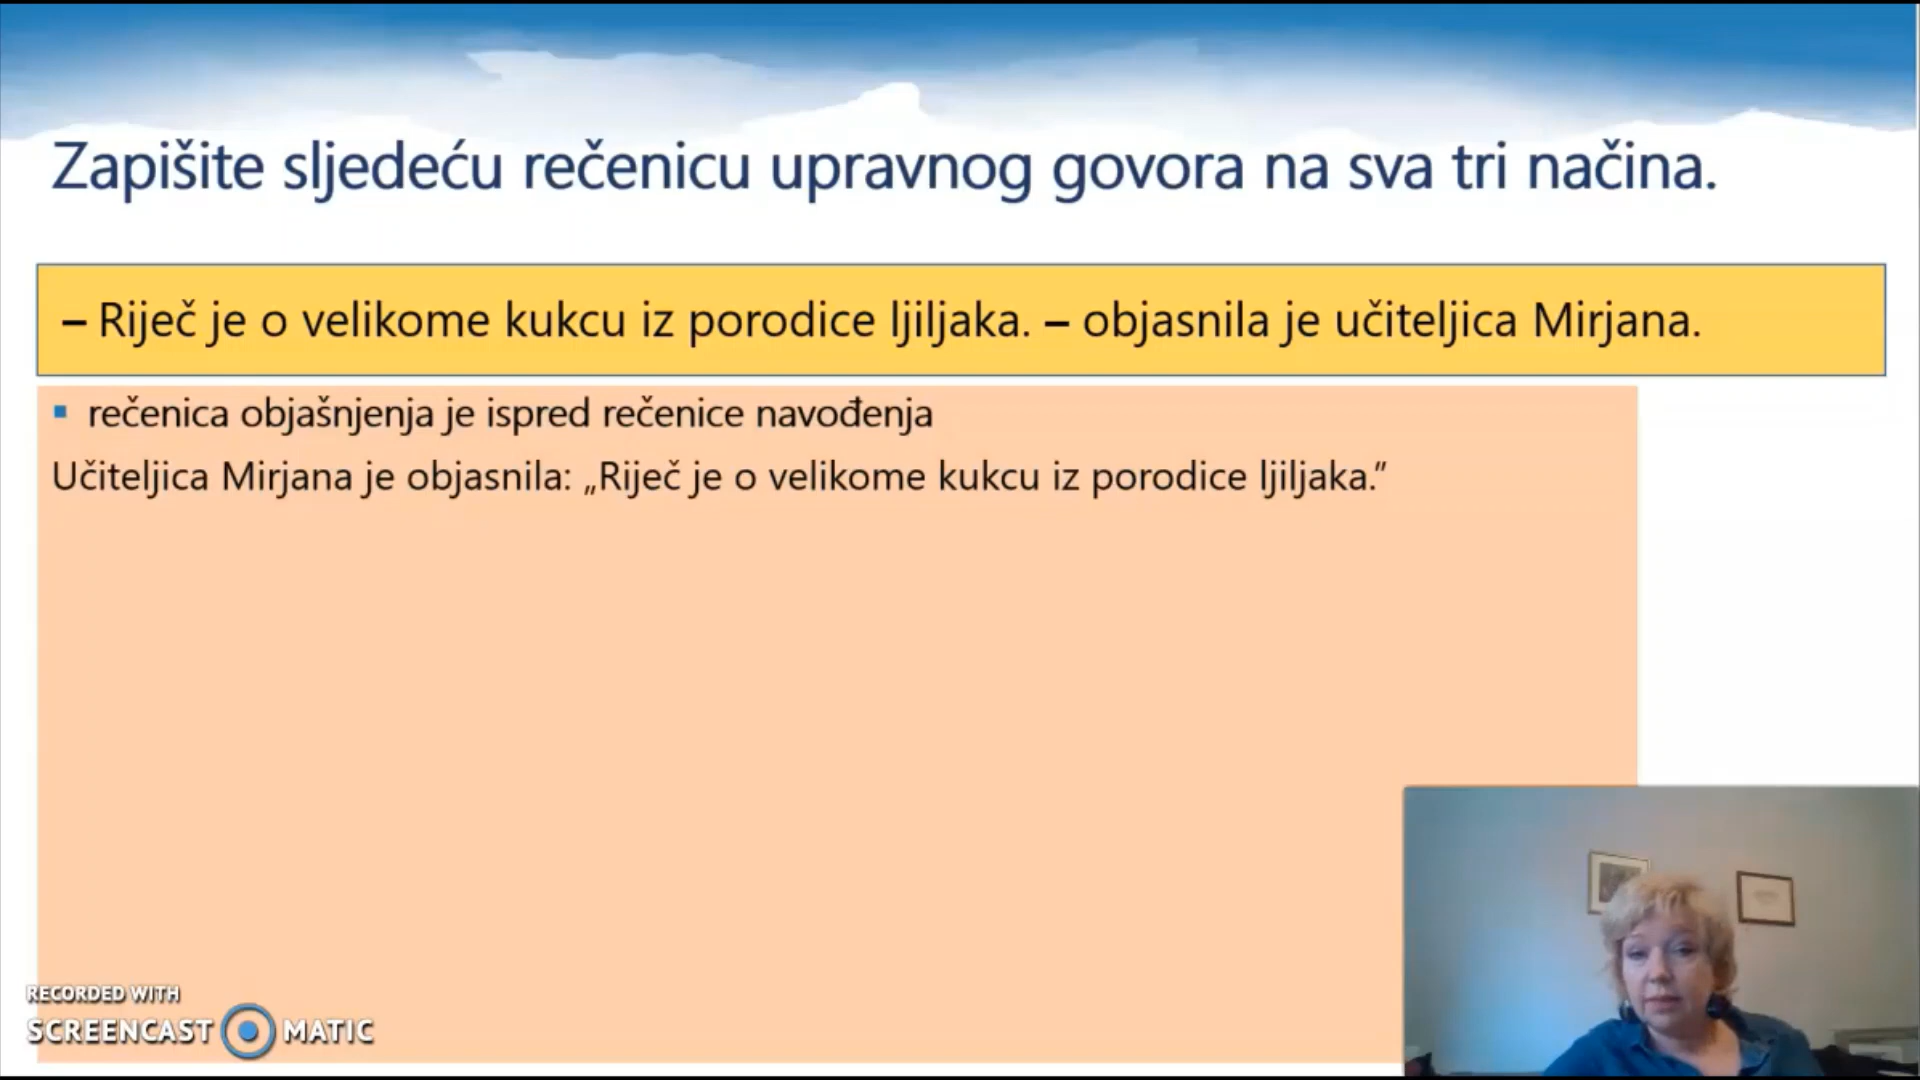 Zapišite sljedeću rečenicu upravnog govora na sva tri načina.
– Riječ je o velikome kukcu iz porodice ljiljaka. – objasnila je učiteljica Mirjana.
▪ rečenica objašnjenja je ispred rečenice navođenja
Učiteljica Mirjana je objasnila: „Riječ je o velikome kukcu iz porodice ljiljaka.”
RECORDED WITH
SCREENCAST MATIC